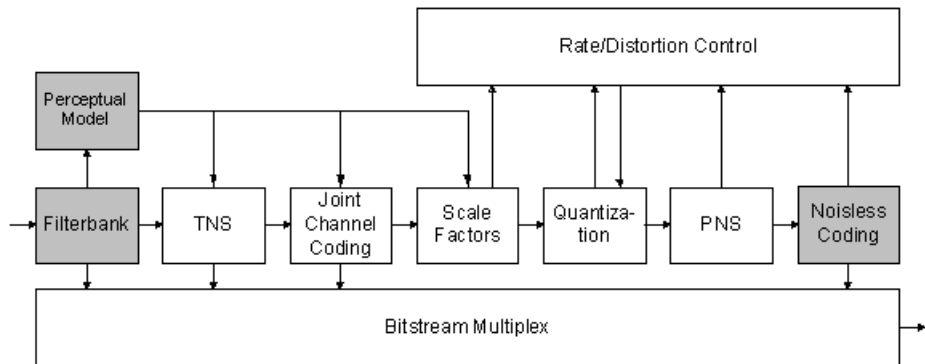 Rate/Distortion Control
Perceptual
Model
Filterbank
TNS
Joint
Channel
Coding
Scale
Factors
Quantiza-
tion
PNS
Noisless
Coding
Bitstream Multiplex